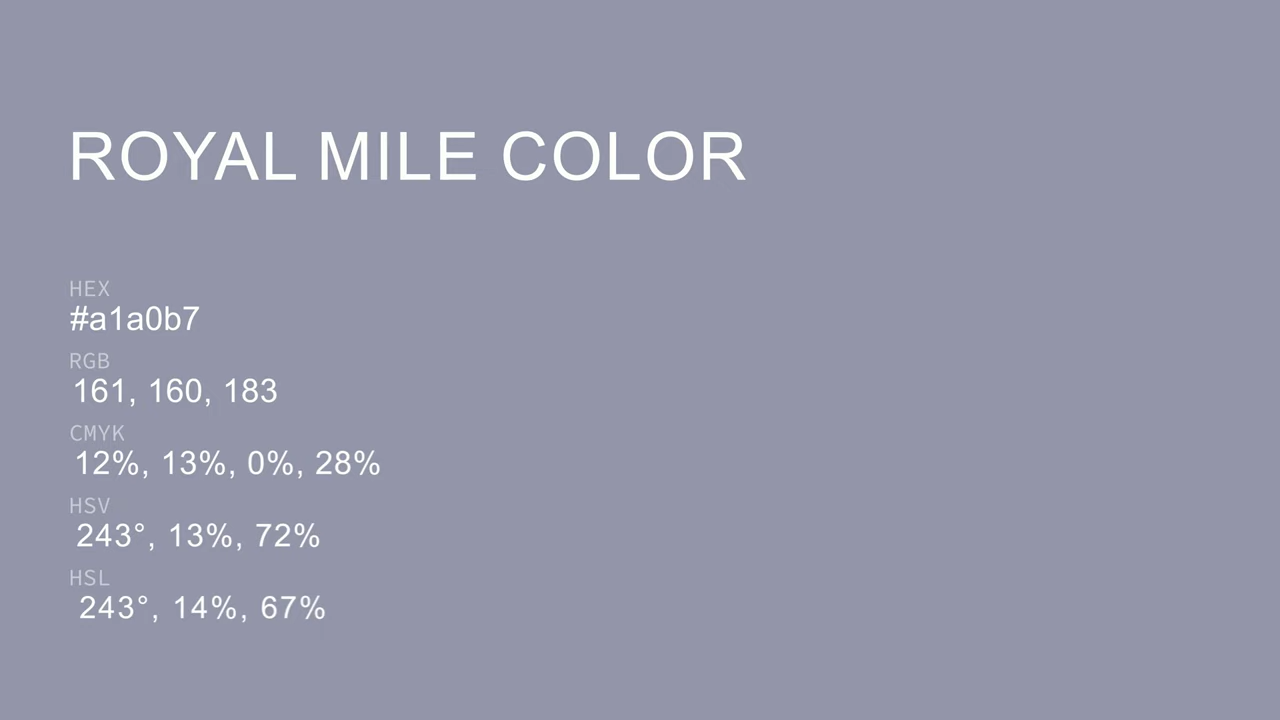 ROYAL MILE COLOR
HEX
#a1a0b7
RGB
161, 160, 183
CMYK
12%, 13%, 0%, 28%
HSV
243°, 13%, 72%
HSL
243°, 14%, 67%